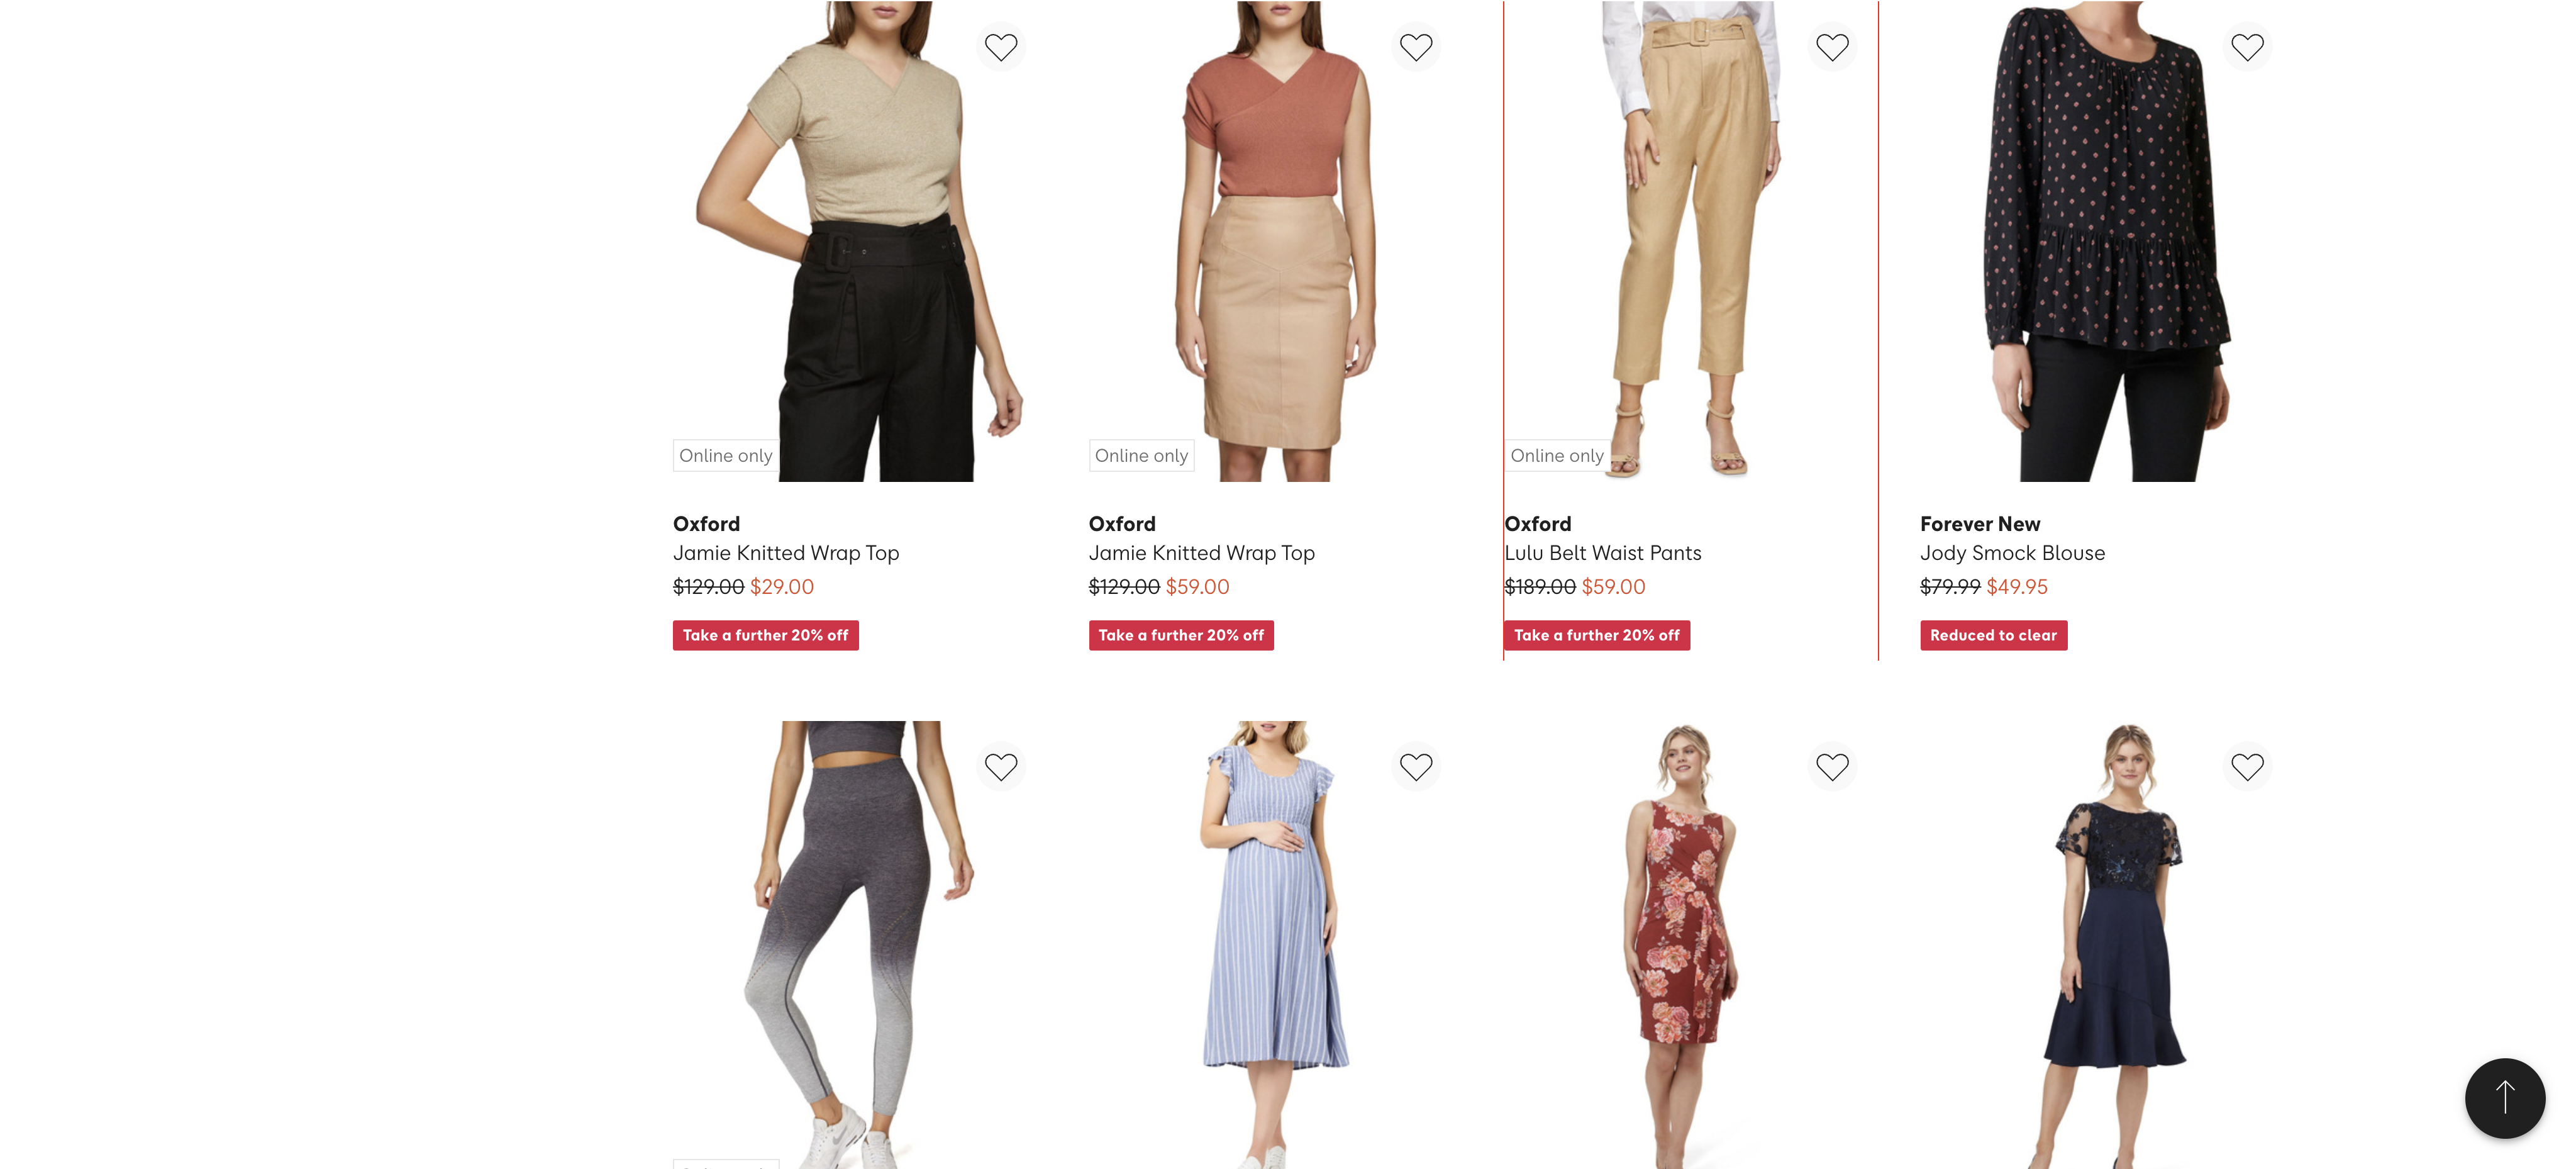 Online only
Online only
Online only
Oxford
Jamie Knitted Wrap Top
$129.00 $29.00
Take a further 20% off
Oxford
Jamie Knitted Wrap Top
$129.00 $59.00
Take a further 20% off
Oxford
Lulu Belt Waist Pants
$189.00 $59.00
Take a further 20% off
Forever New
Jody Smock Blouse
$79.99 $49.95
Reduced to clear